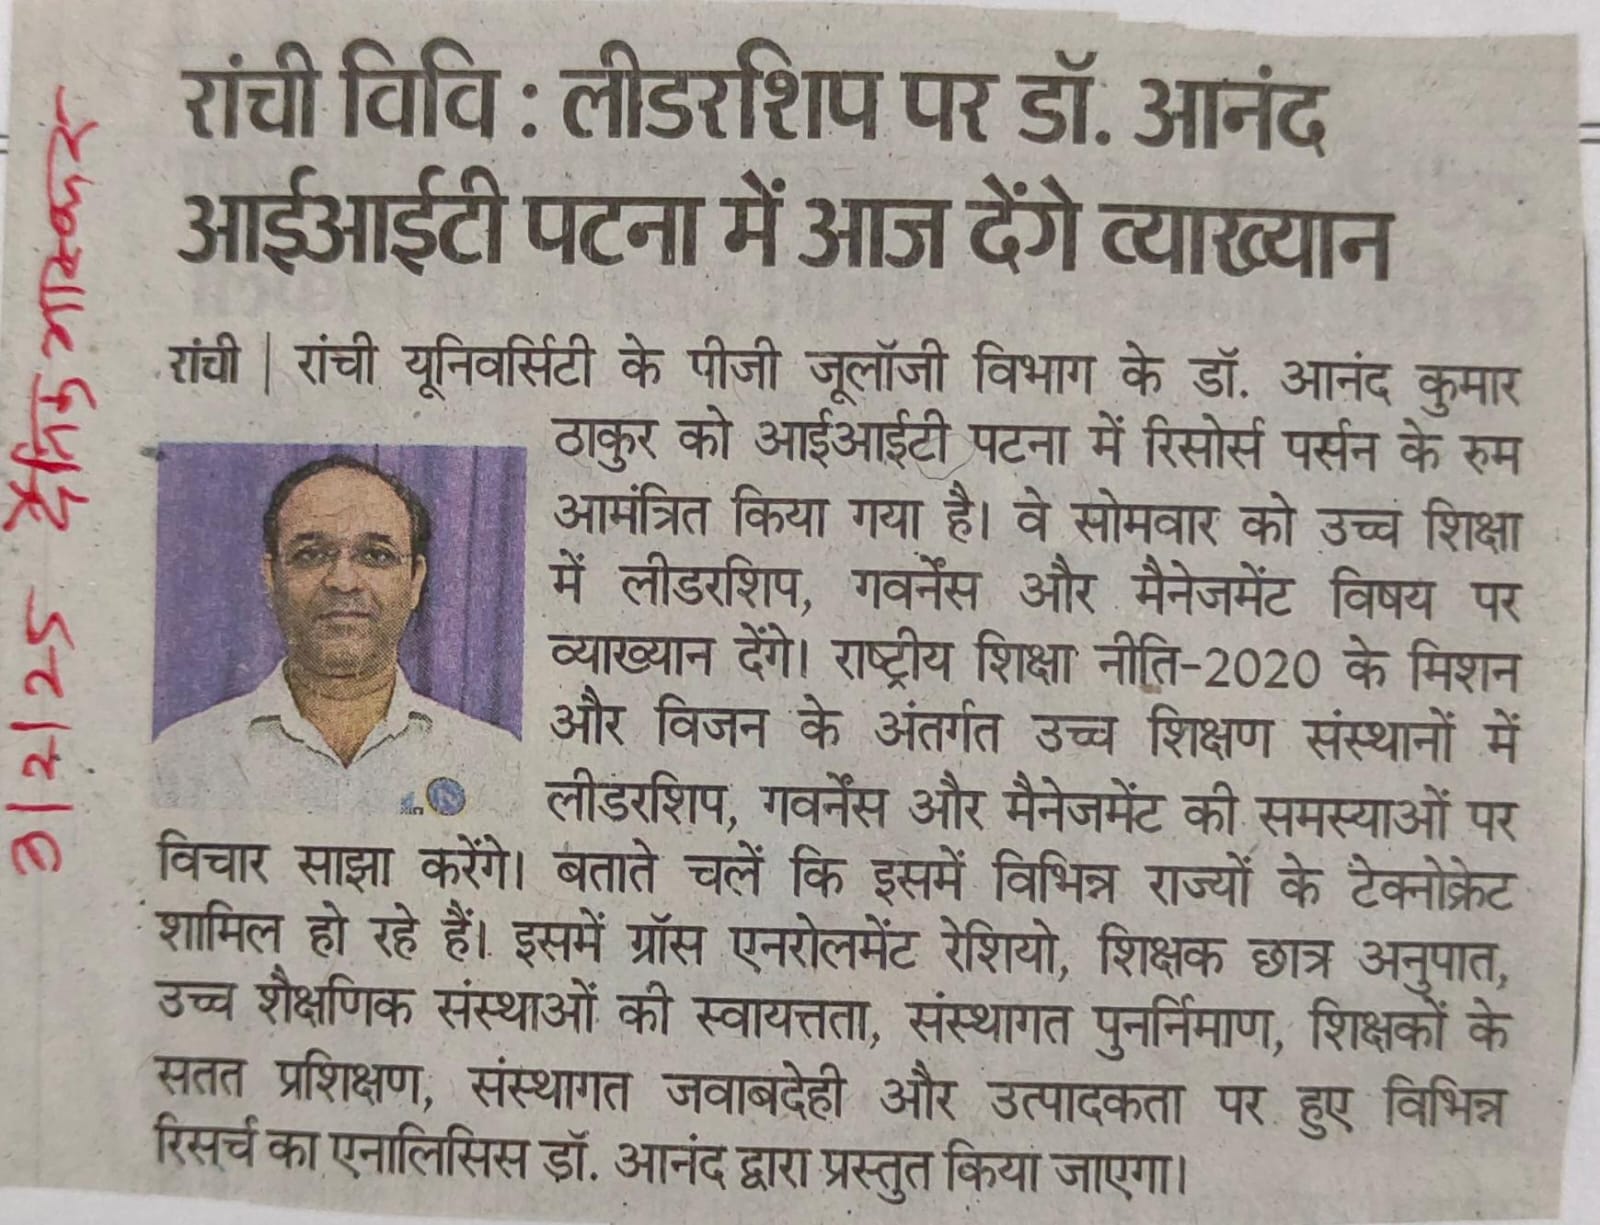 रांची विवि : लीडरशिप पर डॉ. आनंद
आईआईटी पटना में आज देंगे व्याख्यान
रांची | रांची यूनिवर्सिटी के पीजी जूलॉजी विभाग के डॉ. आनंद कुमार
ठाकुर को आईआईटी पटना में रिसोर्स पर्सन के रुम
आमंत्रित किया गया है। वे सोमवार को उच्च शिक्षा
में लीडरशिप, गवर्नेंस और मैनेजमेंट विषय पर
व्याख्यान देंगे। राष्ट्रीय शिक्षा नीति-2020 के मिशन
और विजन के अंतर्गत उच्च शिक्षण संस्थानों में
लीडरशिप, गवर्नेंस और मैनेजमेंट की समस्याओं पर
विचार साझा करेंगे। बताते चलें कि इसमें विभिन्न राज्यों के टेक्नोक्रेट
शामिल हो रहे हैं। इसमें ग्रॉस एनरोलमेंट रेशियो, शिक्षक छात्र अनुपात,
उच्च शैक्षणिक संस्थाओं की स्वायत्तता, संस्थागत पुनर्निमाण, शिक्षकों के
सतत प्रशिक्षण, संस्थागत जवाबदेही और उत्पादकता पर हुए विभिन्न
रिसर्च का एनालिसिस डॉ. आनंद द्वारा प्रस्तुत किया जाएगा।
3/2/25 दैनिक भास्कर